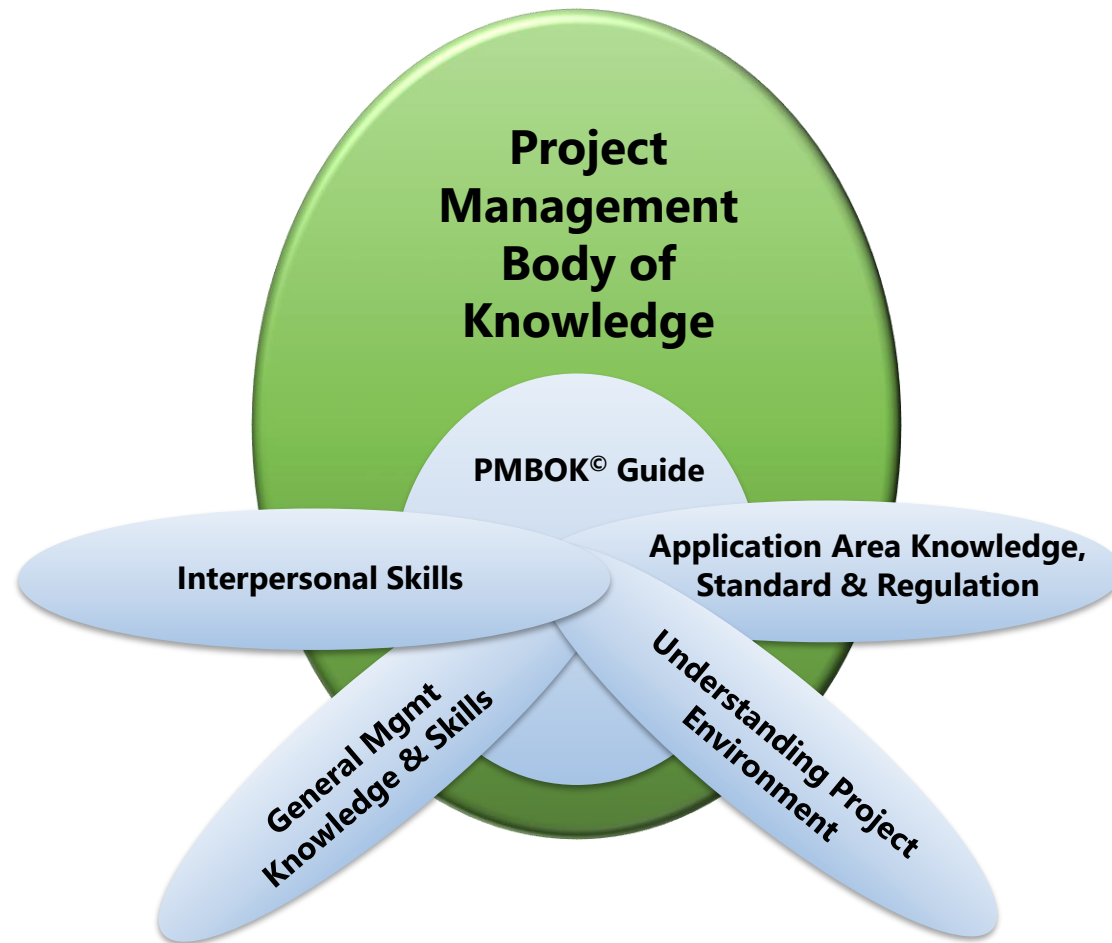 Project
Management
Body of
Knowledge
PMBOK© Guide
Interpersonal Skills
Application Area Knowledge,
Standard & Regulation
General Mgmt
Knowledge & Skills
Understanding Project
Environment